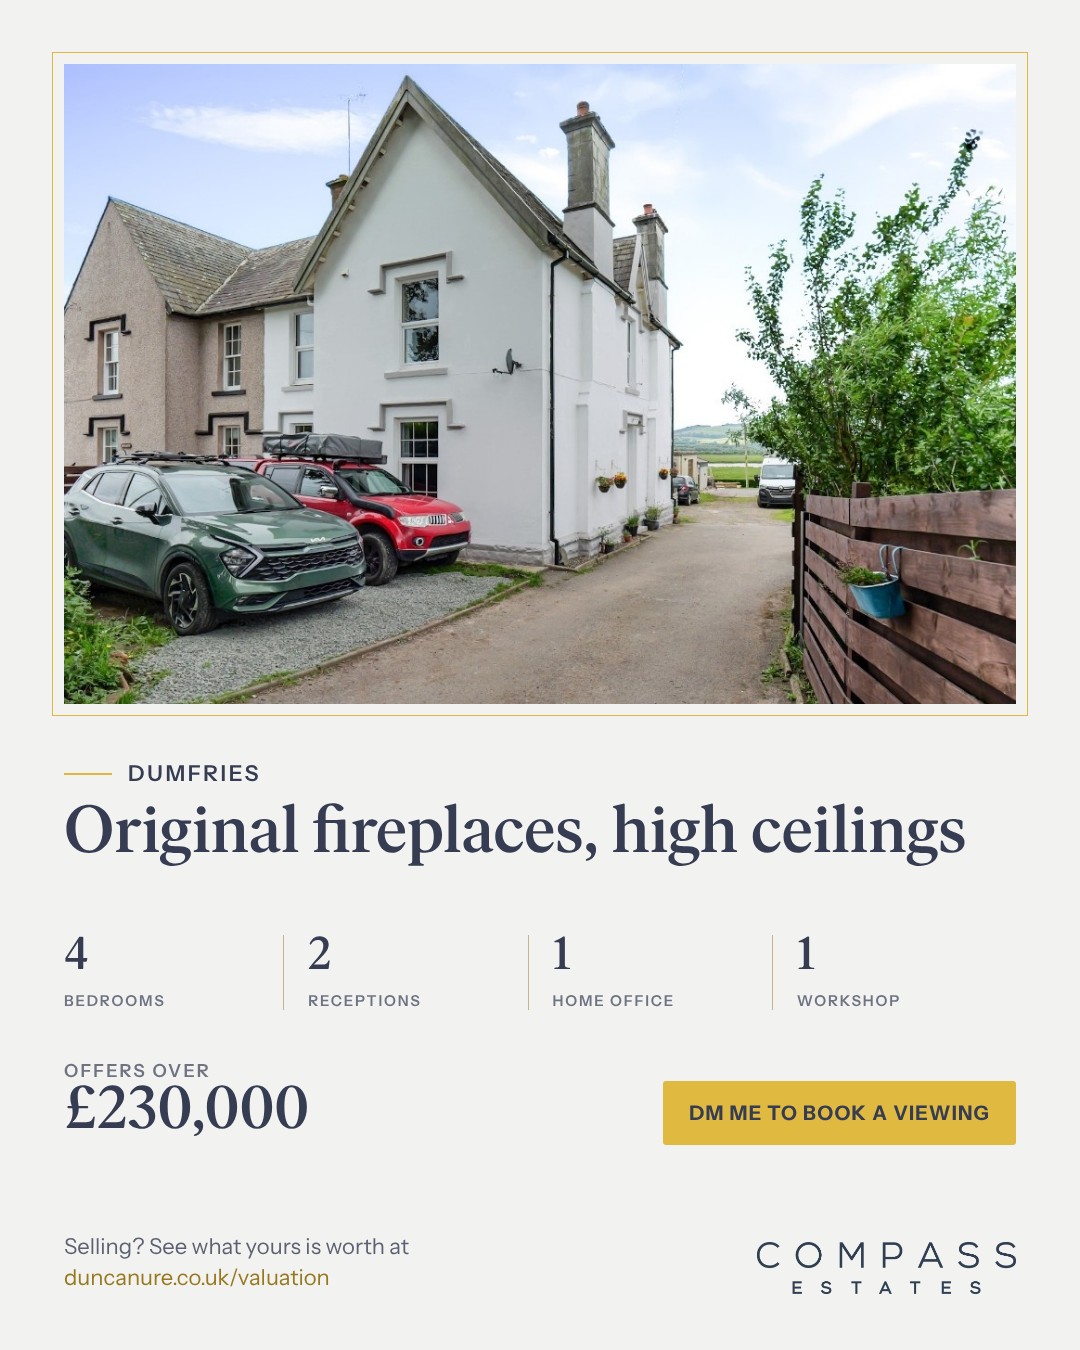 DUMFRIES
Original fireplaces, high ceilings
4
BEDROOMS
2
RECEPTIONS
1
HOME OFFICE
1
WORKSHOP
OFFERS OVER
£230,000
DM ME TO BOOK A VIEWING
Selling? See what yours is worth at
duncanure.co.uk/valuation
COMPASS
ESTATES